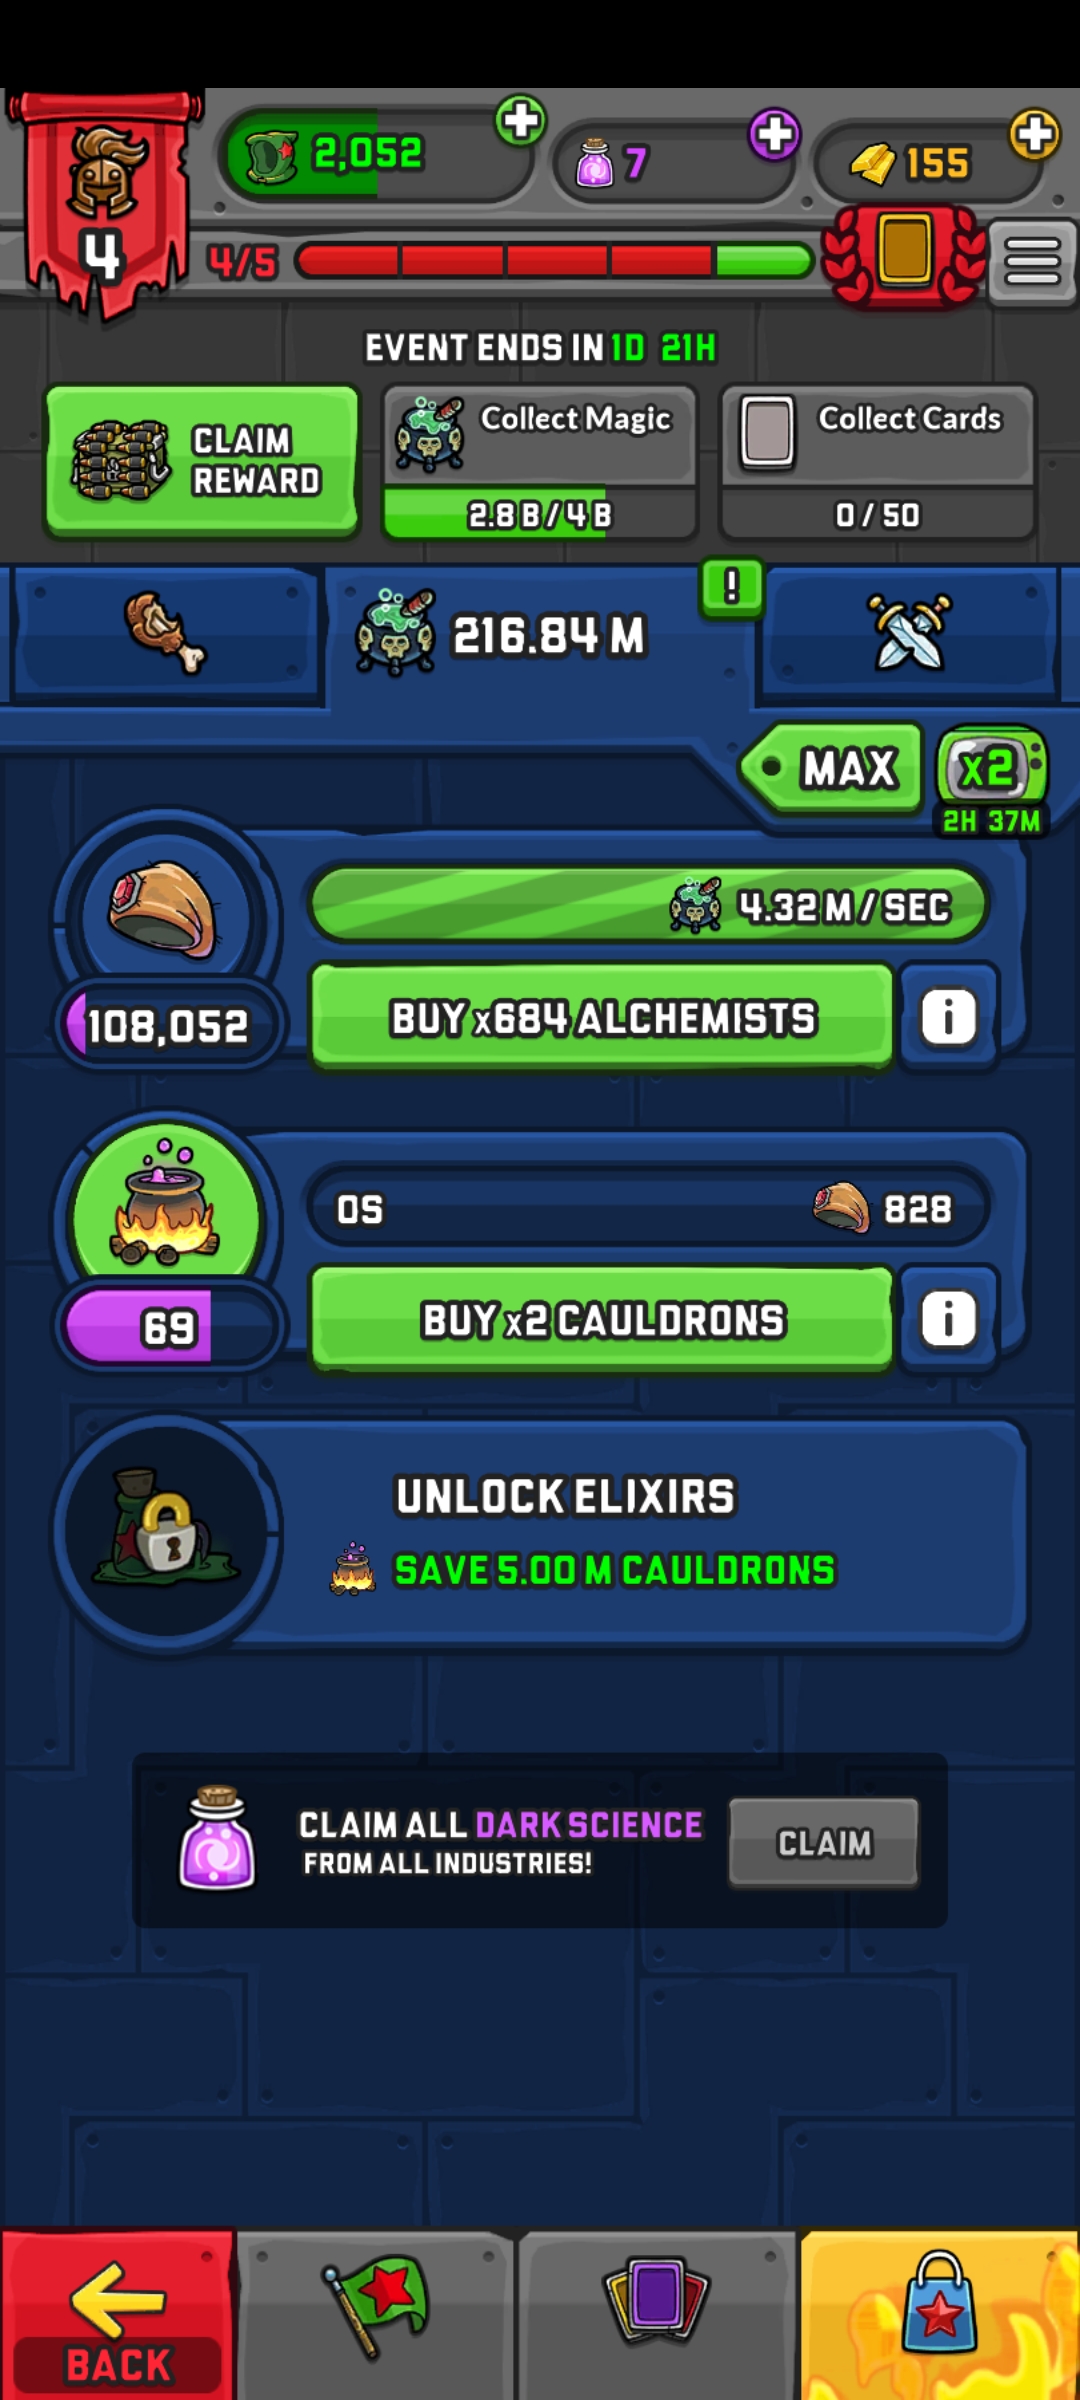 2,052
7
155
4
4/5
EVENT ENDS IN 1D 21H
CLAIM
REWARD
Collect Magic
2.8 B / 4 B
Collect Cards
0 / 50
216.84 M
!
MAX
x2
2H 37M
4.32 M / SEC
108,052
BUY x684 ALCHEMISTS
i
0S
828
69
BUY x2 CAULDRONS
i
UNLOCK ELIXIRS
SAVE 5.00 M CAULDRONS
CLAIM ALL DARK SCIENCE
FROM ALL INDUSTRIES!
CLAIM
BACK